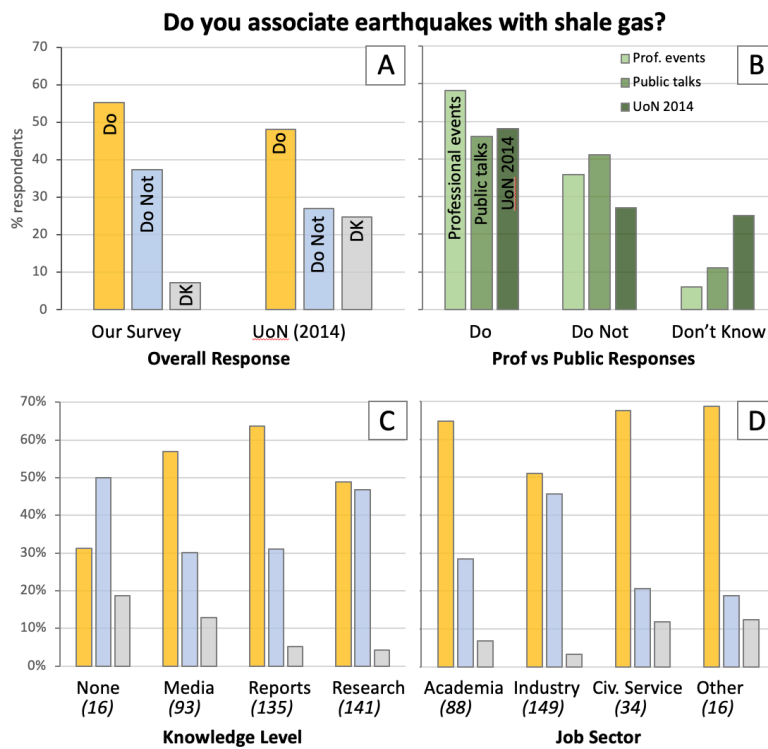 Do you associate earthquakes with shale gas?
70
60
50
40
30
20
10
0
% respondents
A
Do
Do Not
DK
Do
Do Not
DK
Our Survey
UoN (2014)
Overall Response
B
Prof. events
Public talks
UoN 2014
Professional events
Public talks
UoN 2014
Do
Do Not
Don't Know
Prof vs Public Responses
C
70%
60%
50%
40%
30%
20%
10%
0%
None
(16)
Media
(93)
Reports
(135)
Research
(141)
Knowledge Level
D
Academia
(88)
Industry
(149)
Civ. Service
(34)
Other
(16)
Job Sector